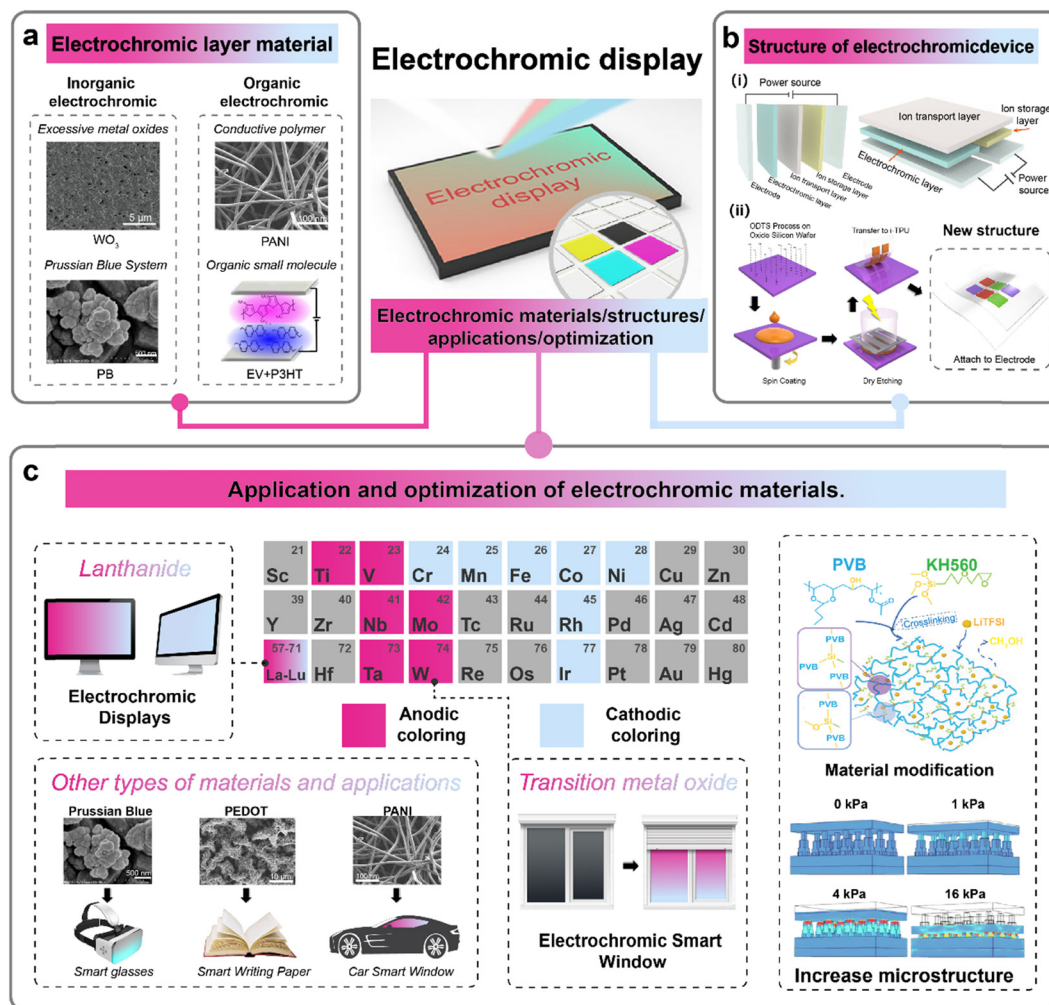 a
Electrochromic layer material
Inorganic
electrochromic
Organic
electrochromic
Excessive metal oxides
5 μm
WO3
Conductive polymer
100 nm
PANI
Prussian Blue System
500 nm
PB
Organic small molecule
EV+P3HT
Electrochromic display
Electrochromic
display
Electrochromic materials/structures/
applications/optimization
b
Structure of electrochromicdevice
(i)
Power source
Electrode
Electrochromic layer
Ion transport layer
Ion storage layer
Electrode
Ion transport layer
Ion storage
layer
Electrochromic layer
Power
source
(ii)
ODTS Process on
Oxide Silicon Wafer
Transfer to i-TPU
Spin Coating
Dry Etching
New structure
Attach to Electrode
c
Application and optimization of electrochromic materials.
Lanthanide
Electrochromic
Displays
21 22 23 24 25 26 27 28 29 30
Sc Ti V Cr Mn Fe Co Ni Cu Zn
39 40 41 42 43 44 45 46 47 48
Y Zr Nb Mo Tc Ru Rh Pd Ag Cd
57-71 72 73 74 75 76 77 78 79 80
La-Lu Hf Ta W Re Os Ir Pt Au Hg
Anodic
coloring
Cathodic
coloring
Other types of materials and applications
Prussian Blue
500 nm
Smart glasses
PEDOT
10 μm
Smart Writing Paper
PANI
100 nm
Car Smart Window
Transition metal oxide
Electrochromic Smart
Window
PVB
KH560
OH
Crosslinking
LiTFSI
CH3OH
PVB
PVB
PVB
PVB
PVB
PVB
Material modification
0 kPa
1 kPa
4 kPa
16 kPa
Increase microstructure